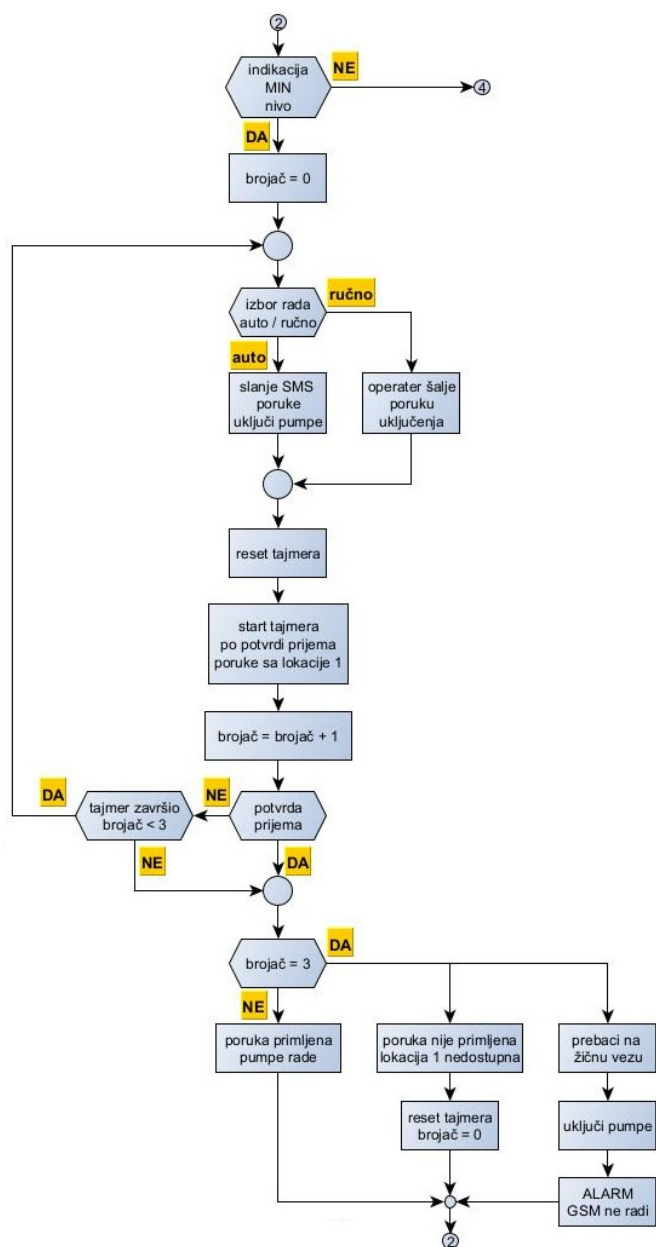 2
indikacija
MIN
nivo
NE
4
DA
brojač = 0
izbor rada
auto / ručno
ručno
auto
slanje SMS
poruke
uključi pumpe
operater šalje
poruku
uključenja
reset tajmera
start tajmera
po potvrdi prijema
poruke sa lokacije 1
brojač = brojač + 1
DA
tajmer završio
brojač < 3
NE
potvrda
prijema
NE
DA
brojač = 3
DA
NE
poruka primljena
pumpe rade
poruka nije primljena
lokacija 1 nedostupna
prebaci na
žičnu vezu
reset tajmera
brojač = 0
uključi pumpe
ALARM
GSM ne radi
2